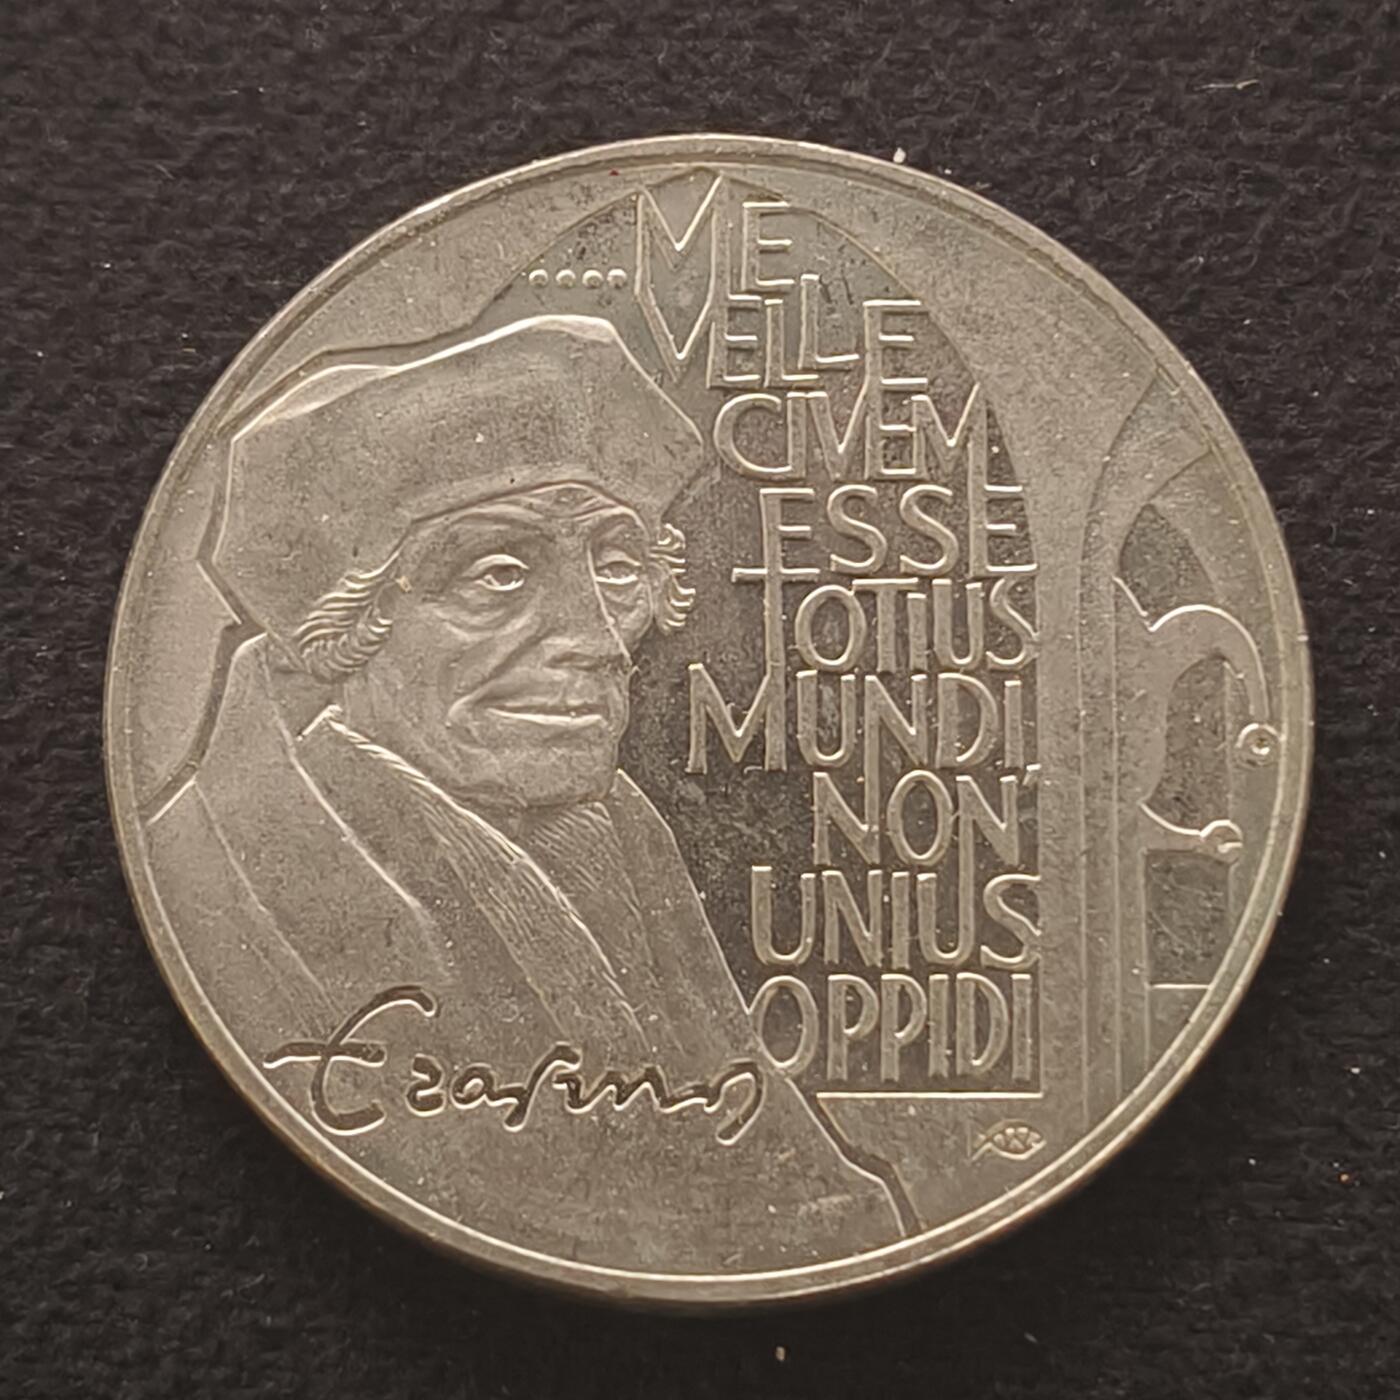 ....ME
VELLE
CIVEM
ESSE
TOTIUS
MUNDI
NON
UNIUS
OPPIDI
Erasmus